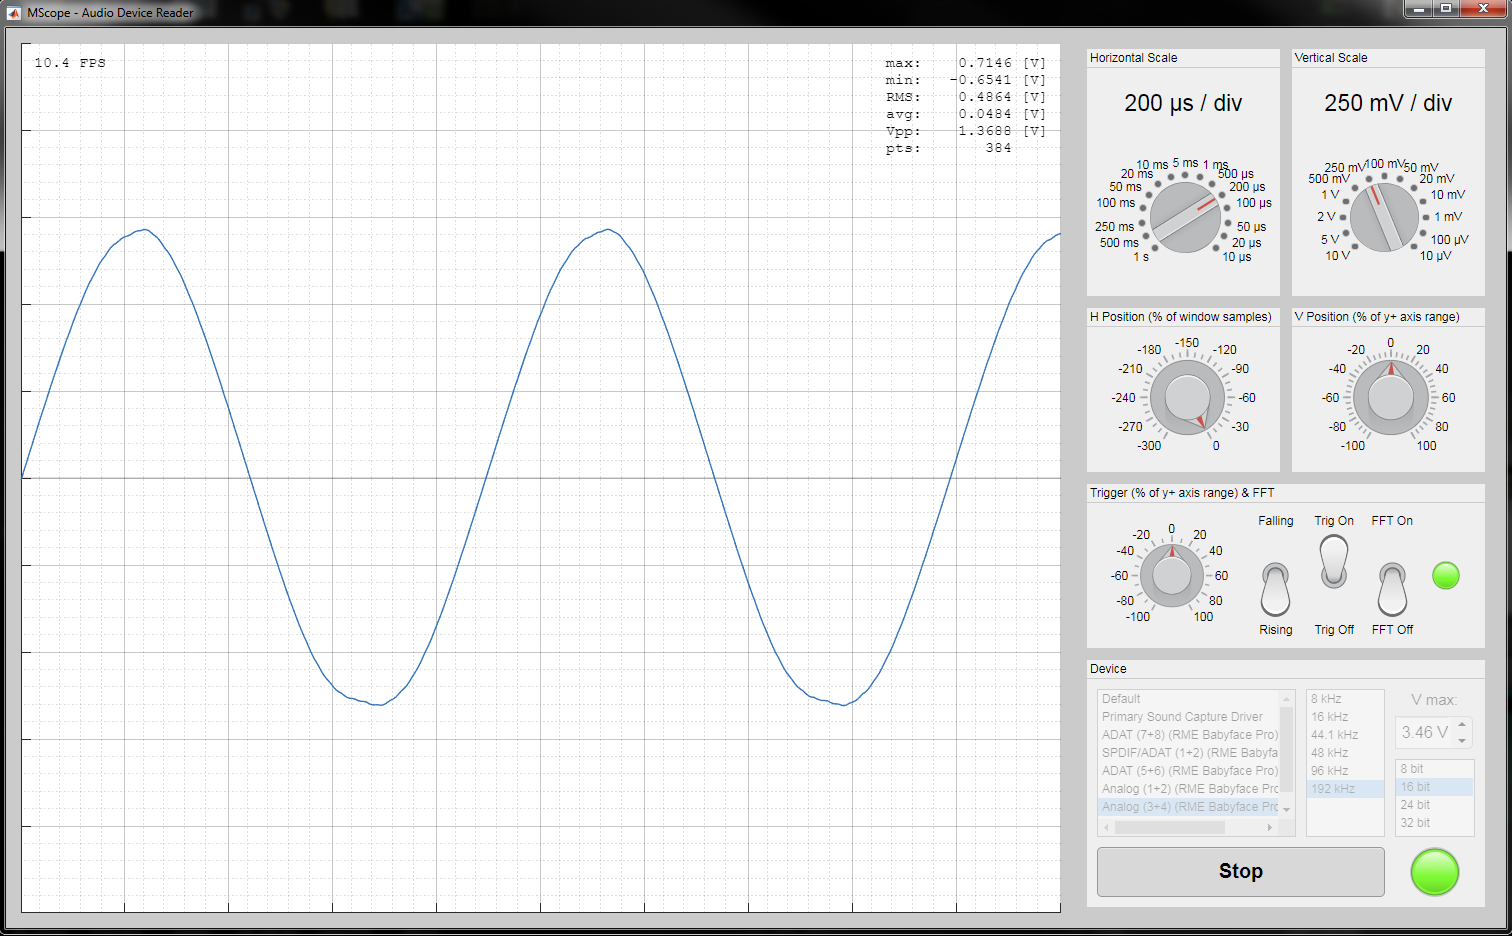 MScope - Audio Device Reader
10.4 FPS
max: 0.7146 [V]
min: -0.6541 [V]
RMS: 0.4864 [V]
avg: 0.0484 [V]
Vpp: 1.3688 [V]
pts: 384
Horizontal Scale
200 µs / div
10 ms 5 ms 1 ms
20 ms 500 µs
50 ms 200 µs
100 ms 100 µs
250 ms 50 µs
500 ms 20 µs
1 s 10 µs
Vertical Scale
250 mV / div
250 mV 100 mV 50 mV
500 mV 20 mV
1 V 10 mV
2 V 1 mV
5 V 100 µV
10 V 10 µV
H Position (% of window samples)
-150
-180 -120
-210 -90
-240 -60
-270 -30
-300 0
V Position (% of y+ axis range)
0
-20 20
-40 40
-60 60
-80 80
-100 100
Trigger (% of y+ axis range) & FFT
0
-20 20
-40 40
-60 60
-80 80
-100 100
Falling Trig On FFT On
Rising Trig Off FFT Off
Device
Default
Primary Sound Capture Driver
ADAT (7+8) (RME Babyface Pro)
SPDIF/ADAT (1+2) (RME Babyfa
ADAT (5+6) (RME Babyface Pro)
Analog (1+2) (RME Babyface Pro
Analog (3+4) (RME Babyface Pro
8 kHz
16 kHz
44.1 kHz
48 kHz
96 kHz
192 kHz
V max:
3.46 V
8 bit
16 bit
24 bit
32 bit
Stop